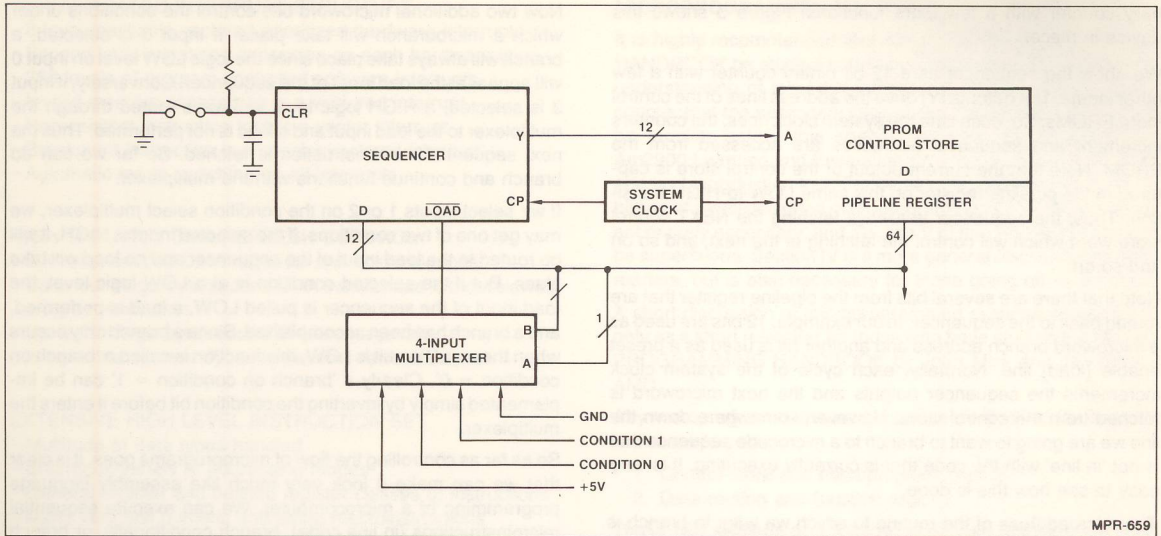 CLR
SEQUENCER
Y
CP
D
LOAD
12
12
SYSTEM
CLOCK
A
PROM
CONTROL STORE
D
CP
PIPELINE REGISTER
64
1
1
B
A
4-INPUT
MULTIPLEXER
GND
CONDITION 1
CONDITION 2
+5V
MPR-659